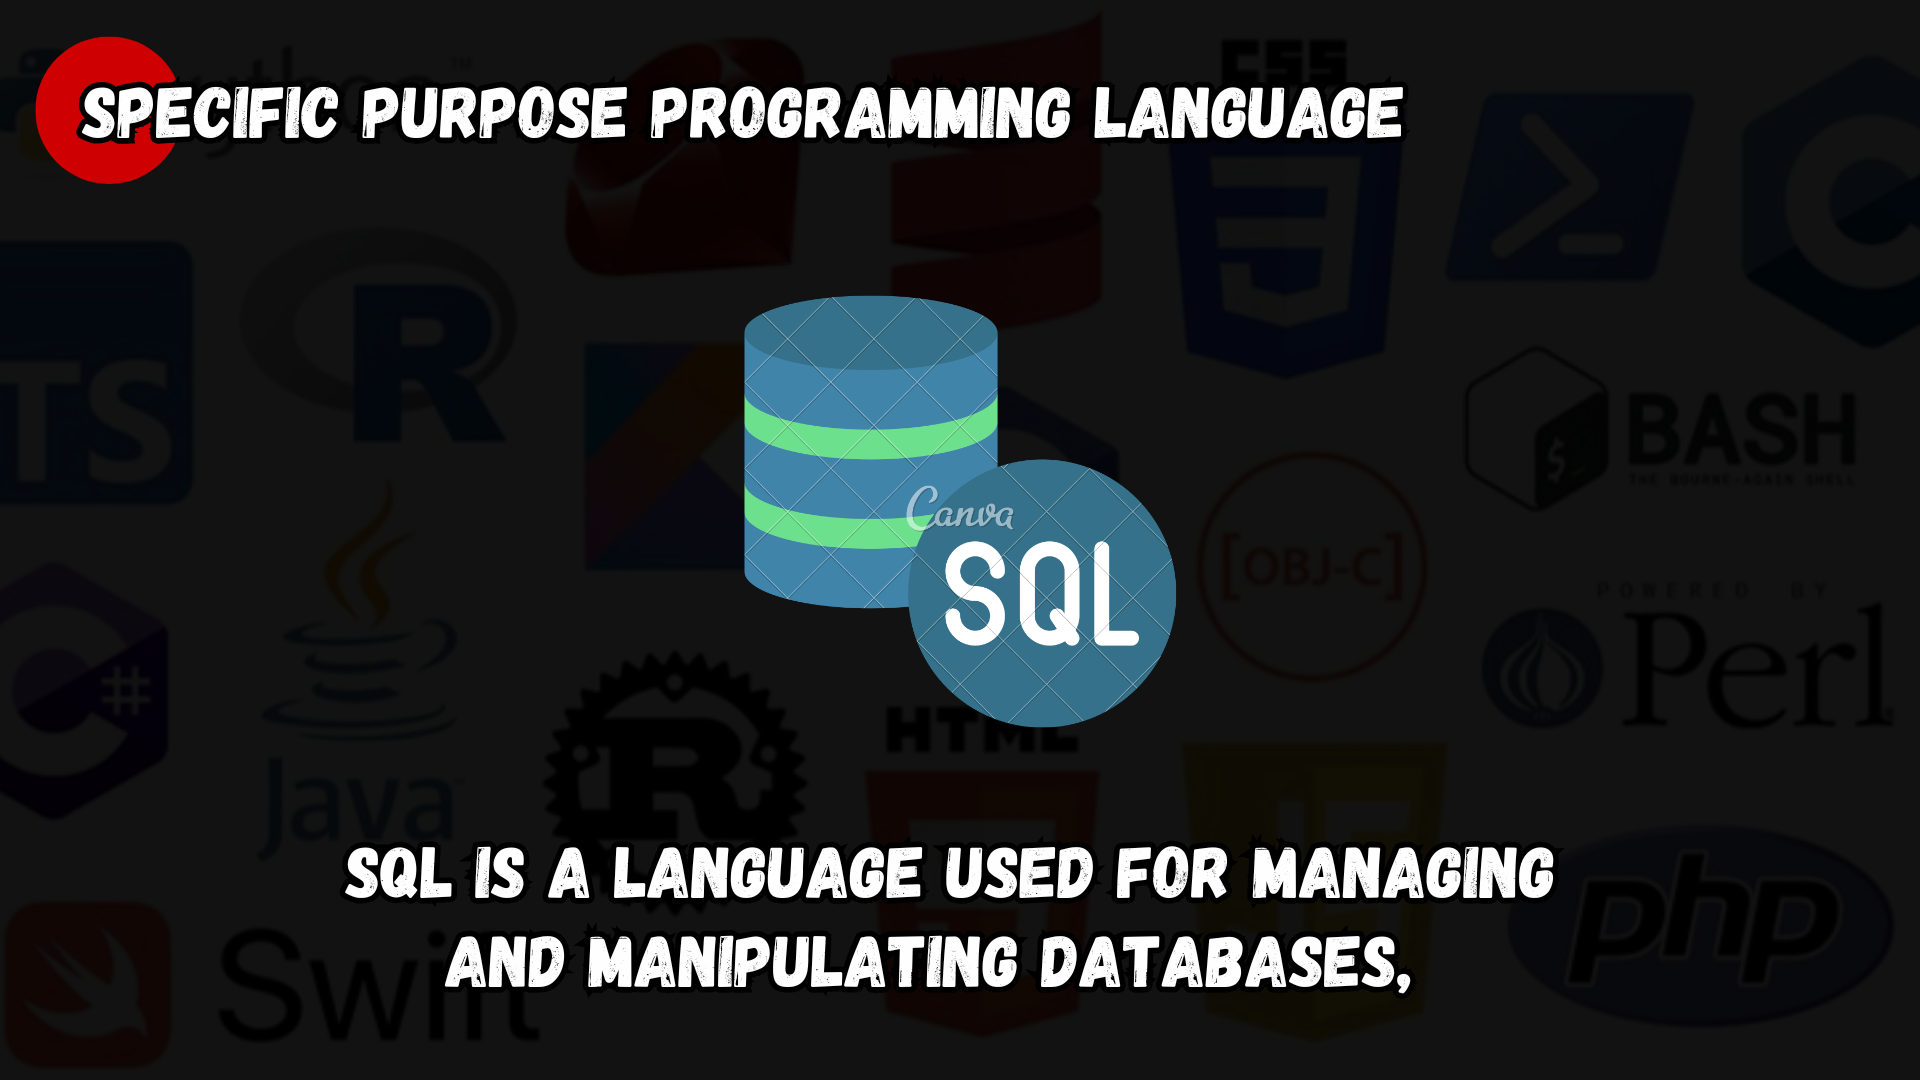 SPECIFIC PURPOSE PROGRAMMING LANGUAGE
python™
CSS
TS
R
BASH
THE BOURNE-AGAIN SHELL
Canva
SQL
[OBJ-C]
POWERED BY
Perl
C#
HTML
Java
SQL IS A LANGUAGE USED FOR MANAGING
AND MANIPULATING DATABASES,
php
Swift